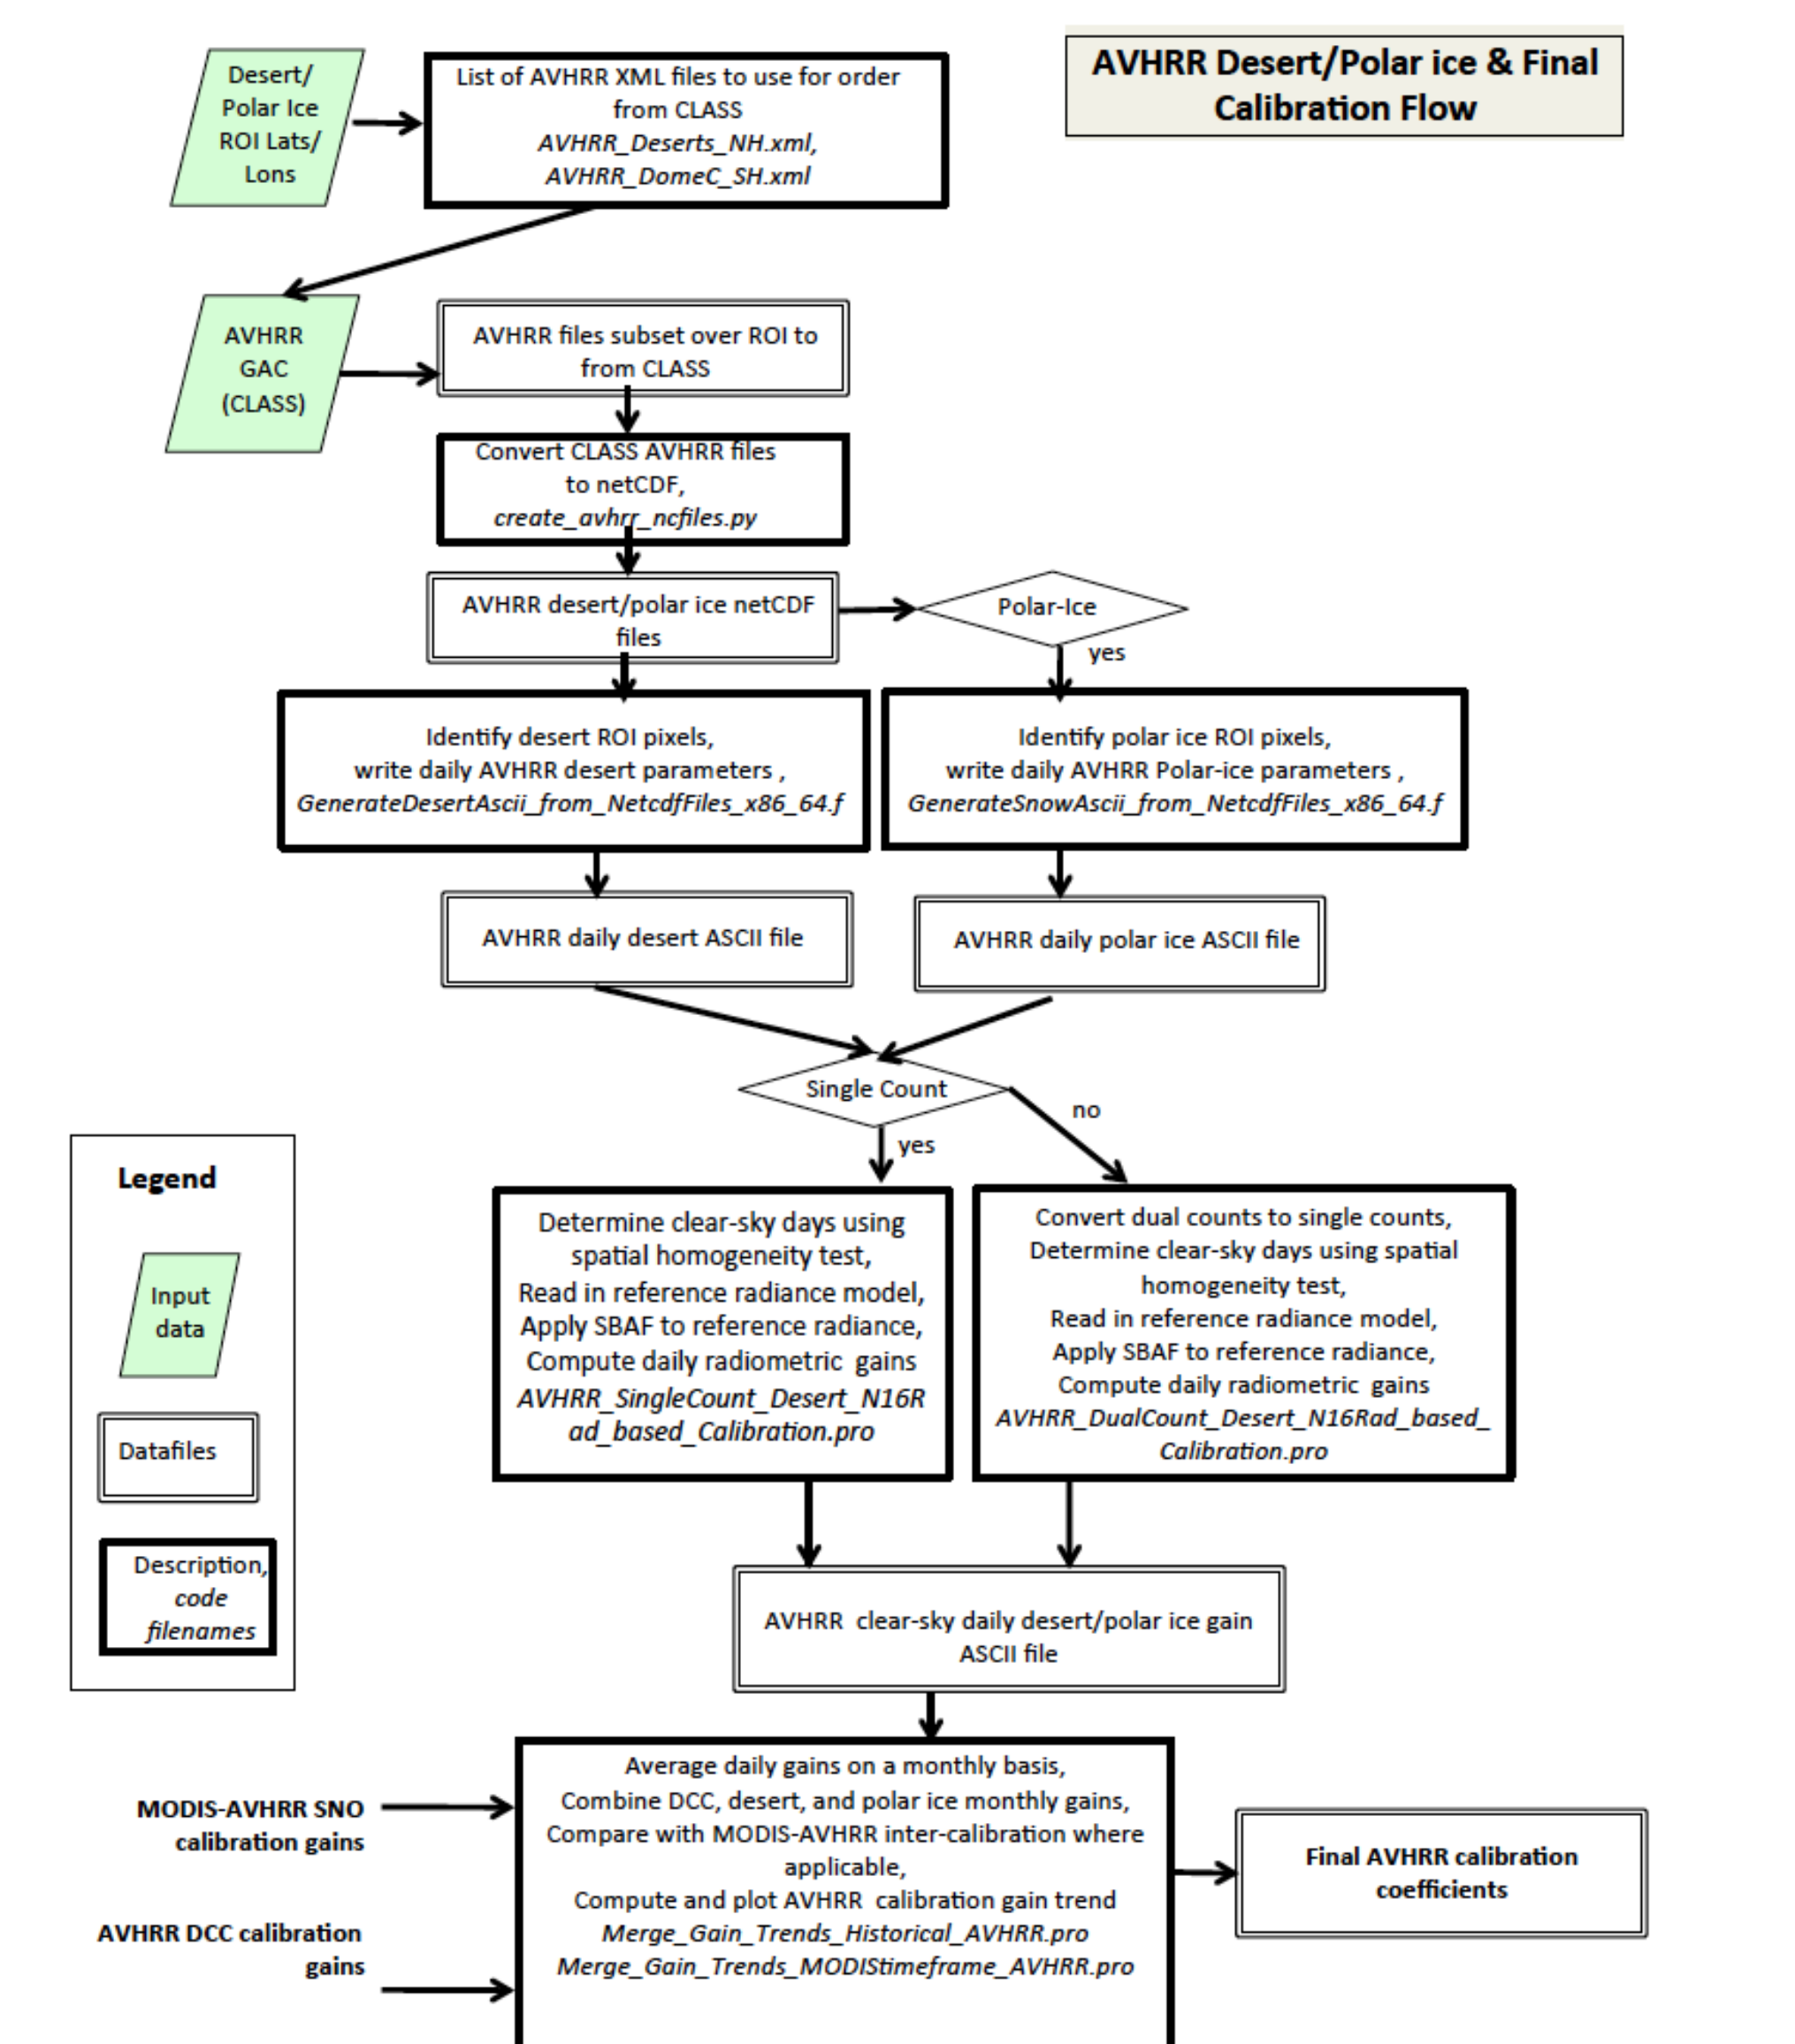 AVHRR Desert/Polar ice & Final
Calibration Flow
Desert/
Polar Ice
ROI Lats/
Lons
List of AVHRR XML files to use for order
from CLASS
AVHRR_Deserts_NH.xml,
AVHRR_DomeC_SH.xml
AVHRR
GAC
(CLASS)
AVHRR files subset over ROI to
from CLASS
Convert CLASS AVHRR files
to netCDF,
create_avhrr_ncfiles.py
AVHRR desert/polar ice netCDF
files
Polar-Ice
yes
Identify desert ROI pixels,
write daily AVHRR desert parameters ,
GenerateDesertAscii_from_NetcdfFiles_x86_64.f
Identify polar ice ROI pixels,
write daily AVHRR Polar-ice parameters ,
GenerateSnowAscii_from_NetcdfFiles_x86_64.f
AVHRR daily desert ASCII file
AVHRR daily polar ice ASCII file
Single Count
no
yes
Legend
Input
data
Datafiles
Description,
code
filenames
Determine clear-sky days using
spatial homogeneity test,
Read in reference radiance model,
Apply SBAF to reference radiance,
Compute daily radiometric  gains
AVHRR_SingleCount_Desert_N16R
ad_based_Calibration.pro
Convert dual counts to single counts,
Determine clear-sky days using spatial
homogeneity test,
Read in reference radiance model,
Apply SBAF to reference radiance,
Compute daily radiometric  gains
AVHRR_DualCount_Desert_N16Rad_based_
Calibration.pro
AVHRR  clear-sky daily desert/polar ice gain
ASCII file
MODIS-AVHRR SNO
calibration gains
AVHRR DCC calibration
gains
Average daily gains on a monthly basis,
Combine DCC, desert, and polar ice monthly gains,
Compare with MODIS-AVHRR inter-calibration where
applicable,
Compute and plot AVHRR  calibration gain trend
Merge_Gain_Trends_Historical_AVHRR.pro
Merge_Gain_Trends_MODIStimeframe_AVHRR.pro
Final AVHRR calibration
coefficients